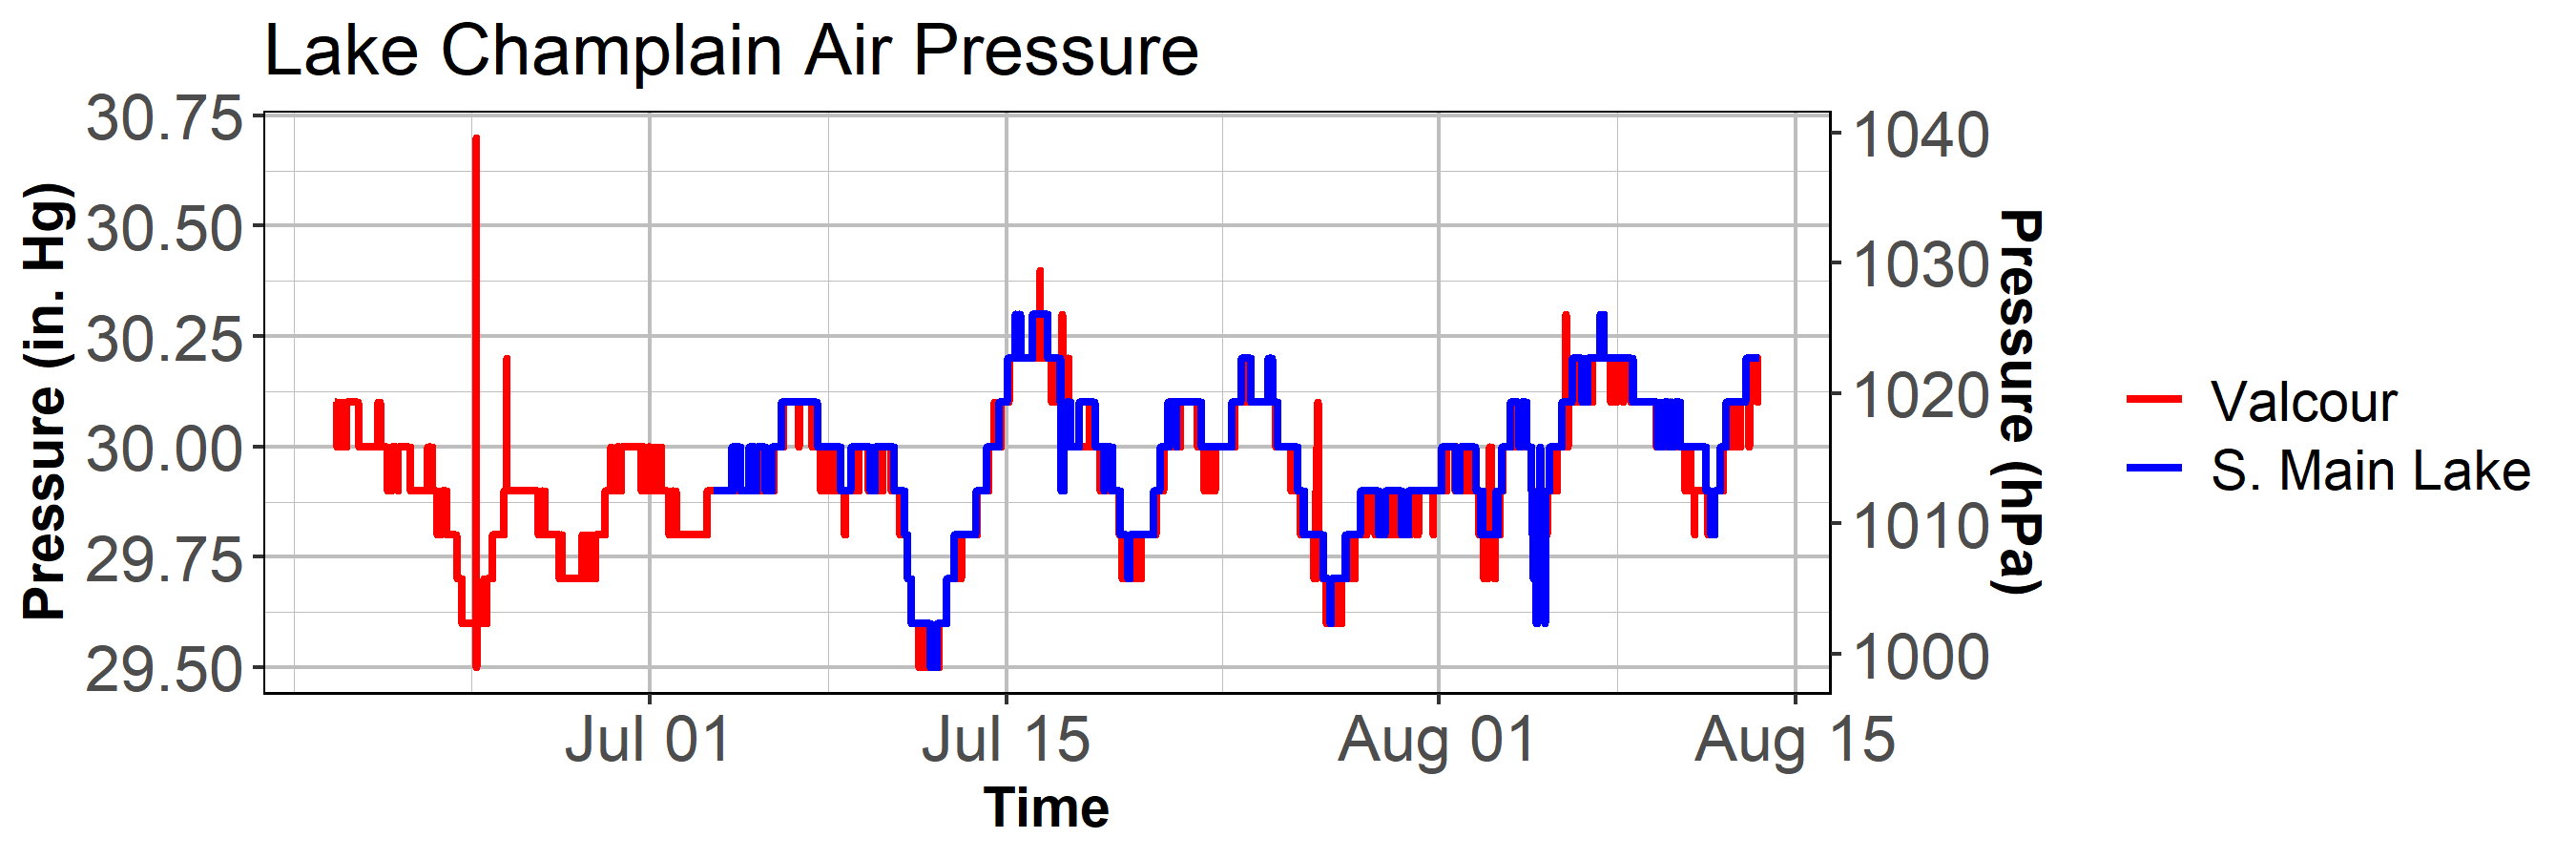 Lake Champlain Air Pressure
30.75
30.50
30.25
30.00
29.75
29.50
Pressure (in. Hg)
1040
1030
1020
1010
1000
Pressure (hPa)
Jul 01
Jul 15
Aug 01
Aug 15
Time
Valcour
S. Main Lake